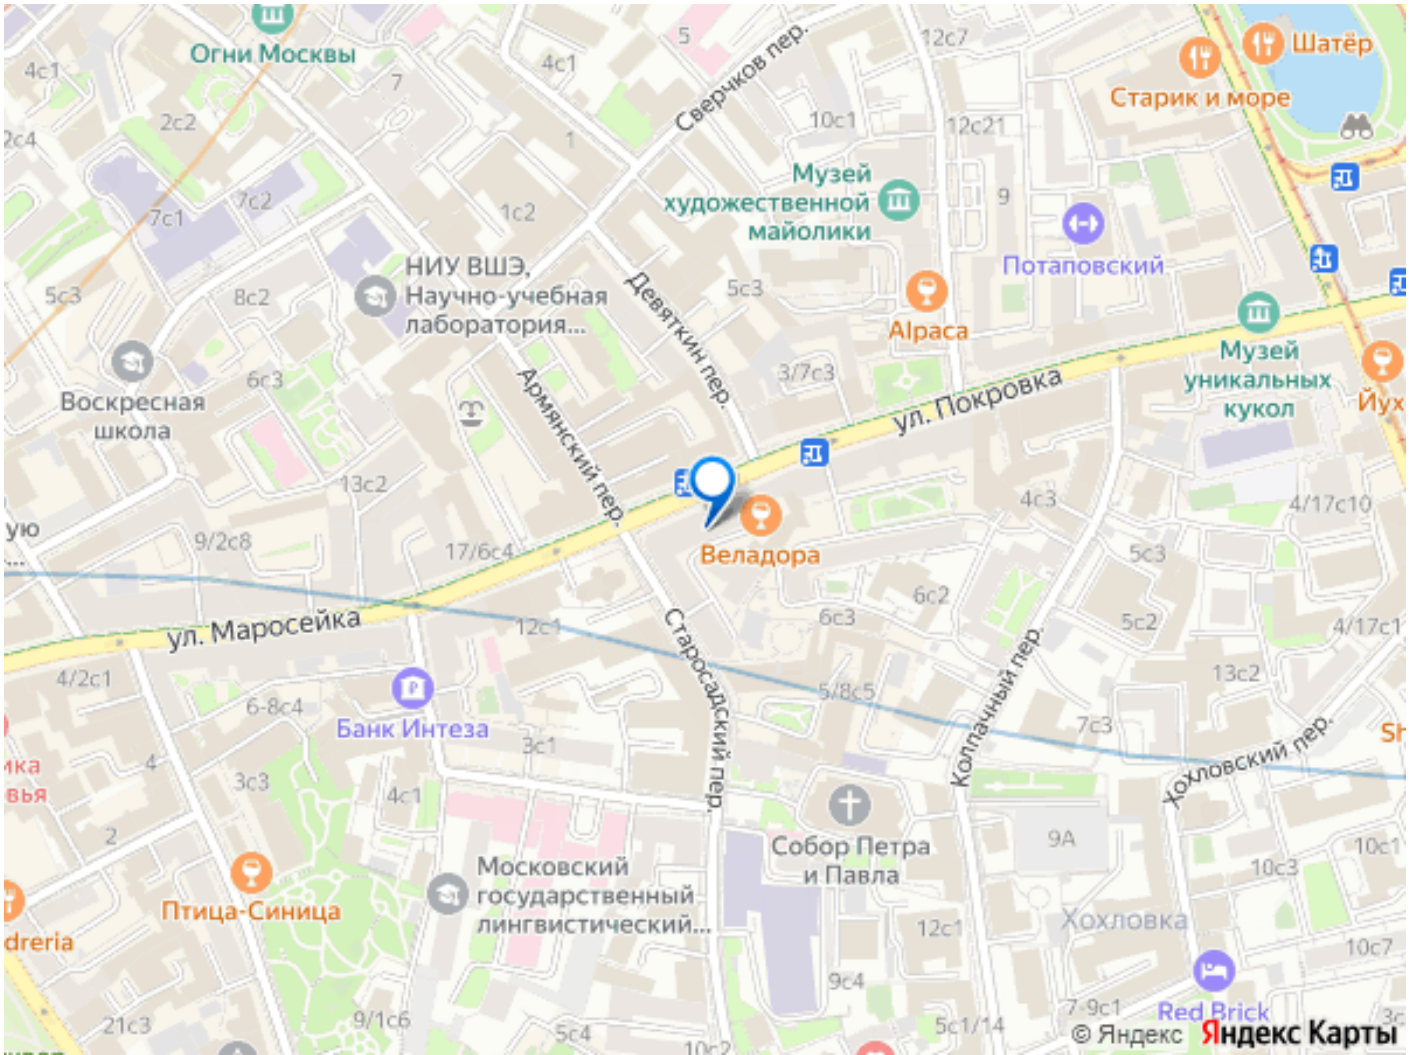 Огни Москвы
4с1
5
Сверчков пер.
12с7
Шатёр
4с1
7
Старик и море
2с2
2с4
1
10с1
12с21
Музей
художественной
майолики
7с2
7с1
1с2
9
Потаповский
НИУ ВШЭ,
Научно-учебная
лаборатория...
Девяткин пер.
5с3
5с3
8с2
Alpaca
Музей
уникальных
кукол
3/7с3
6с3
Воскресная
школа
Армянский пер.
ул. Покровка
Йух
13с2
4с3
4/17с10
ую
...
9/2с8
17/6с4
Веладора
5с3
6с2
6с3
5с2
ул. Маросейка
12с1
Старосадский пер.
Колпачный пер.
4/17с1
4/2с1
13с2
6-8с4
5/8с5
7с3
Банк Интеза
3с1
Sh
Хохловский пер.
ика
вья
4
3с3
4с1
2
Собор Петра
и Павла
9А
10с1
10с3
Московский
государственный
лингвистический...
Птица-Синица
Хохловка
12с1
dreria
10с7
9с4
7-9с1
Red Brick
21с3
9/1с6
5с4
10с2
5с1/14
3с
© Яндекс Яндекс Карты